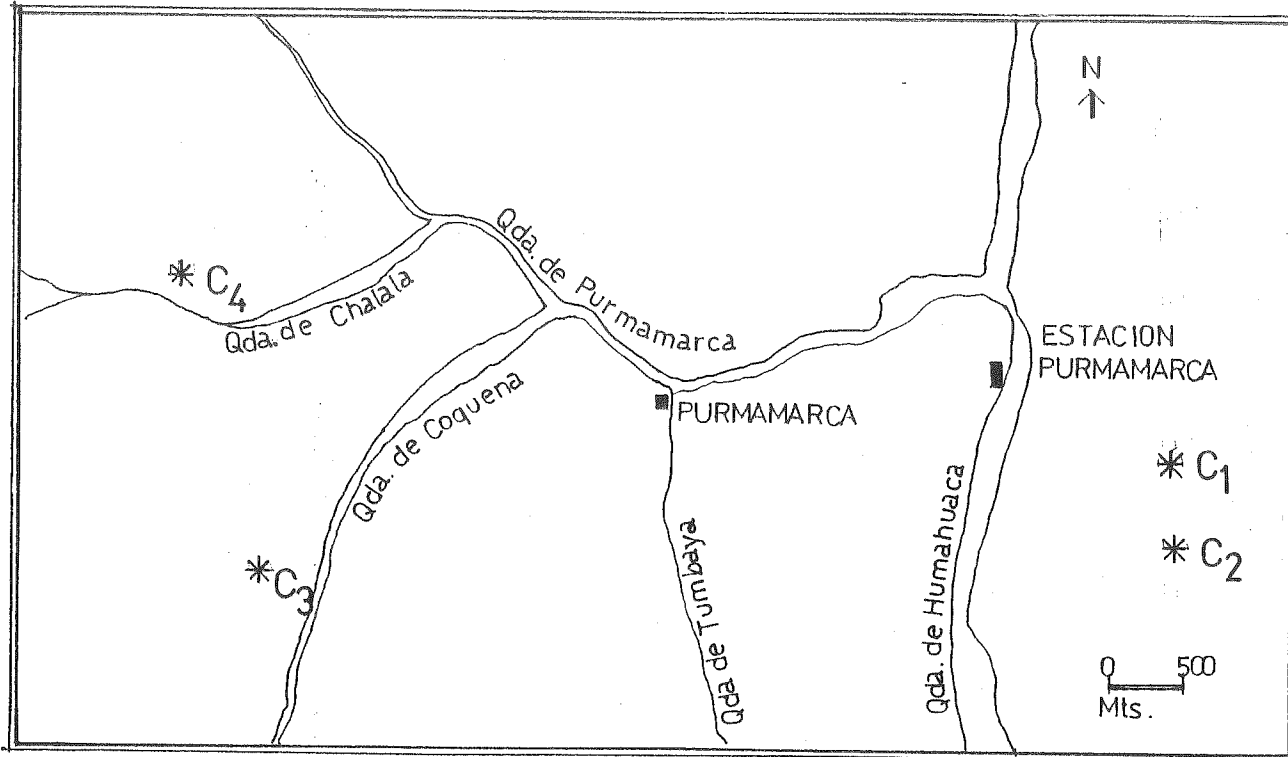 N
Qda. de Purmamarca
C4
Qda. de Chalala
ESTACION
PURMAMARCA
Qda. de Coquena
PURMAMARCA
C1
C2
C3
Qda de Tumbaya
Qda. de Humahuaca
0 500
Mts.